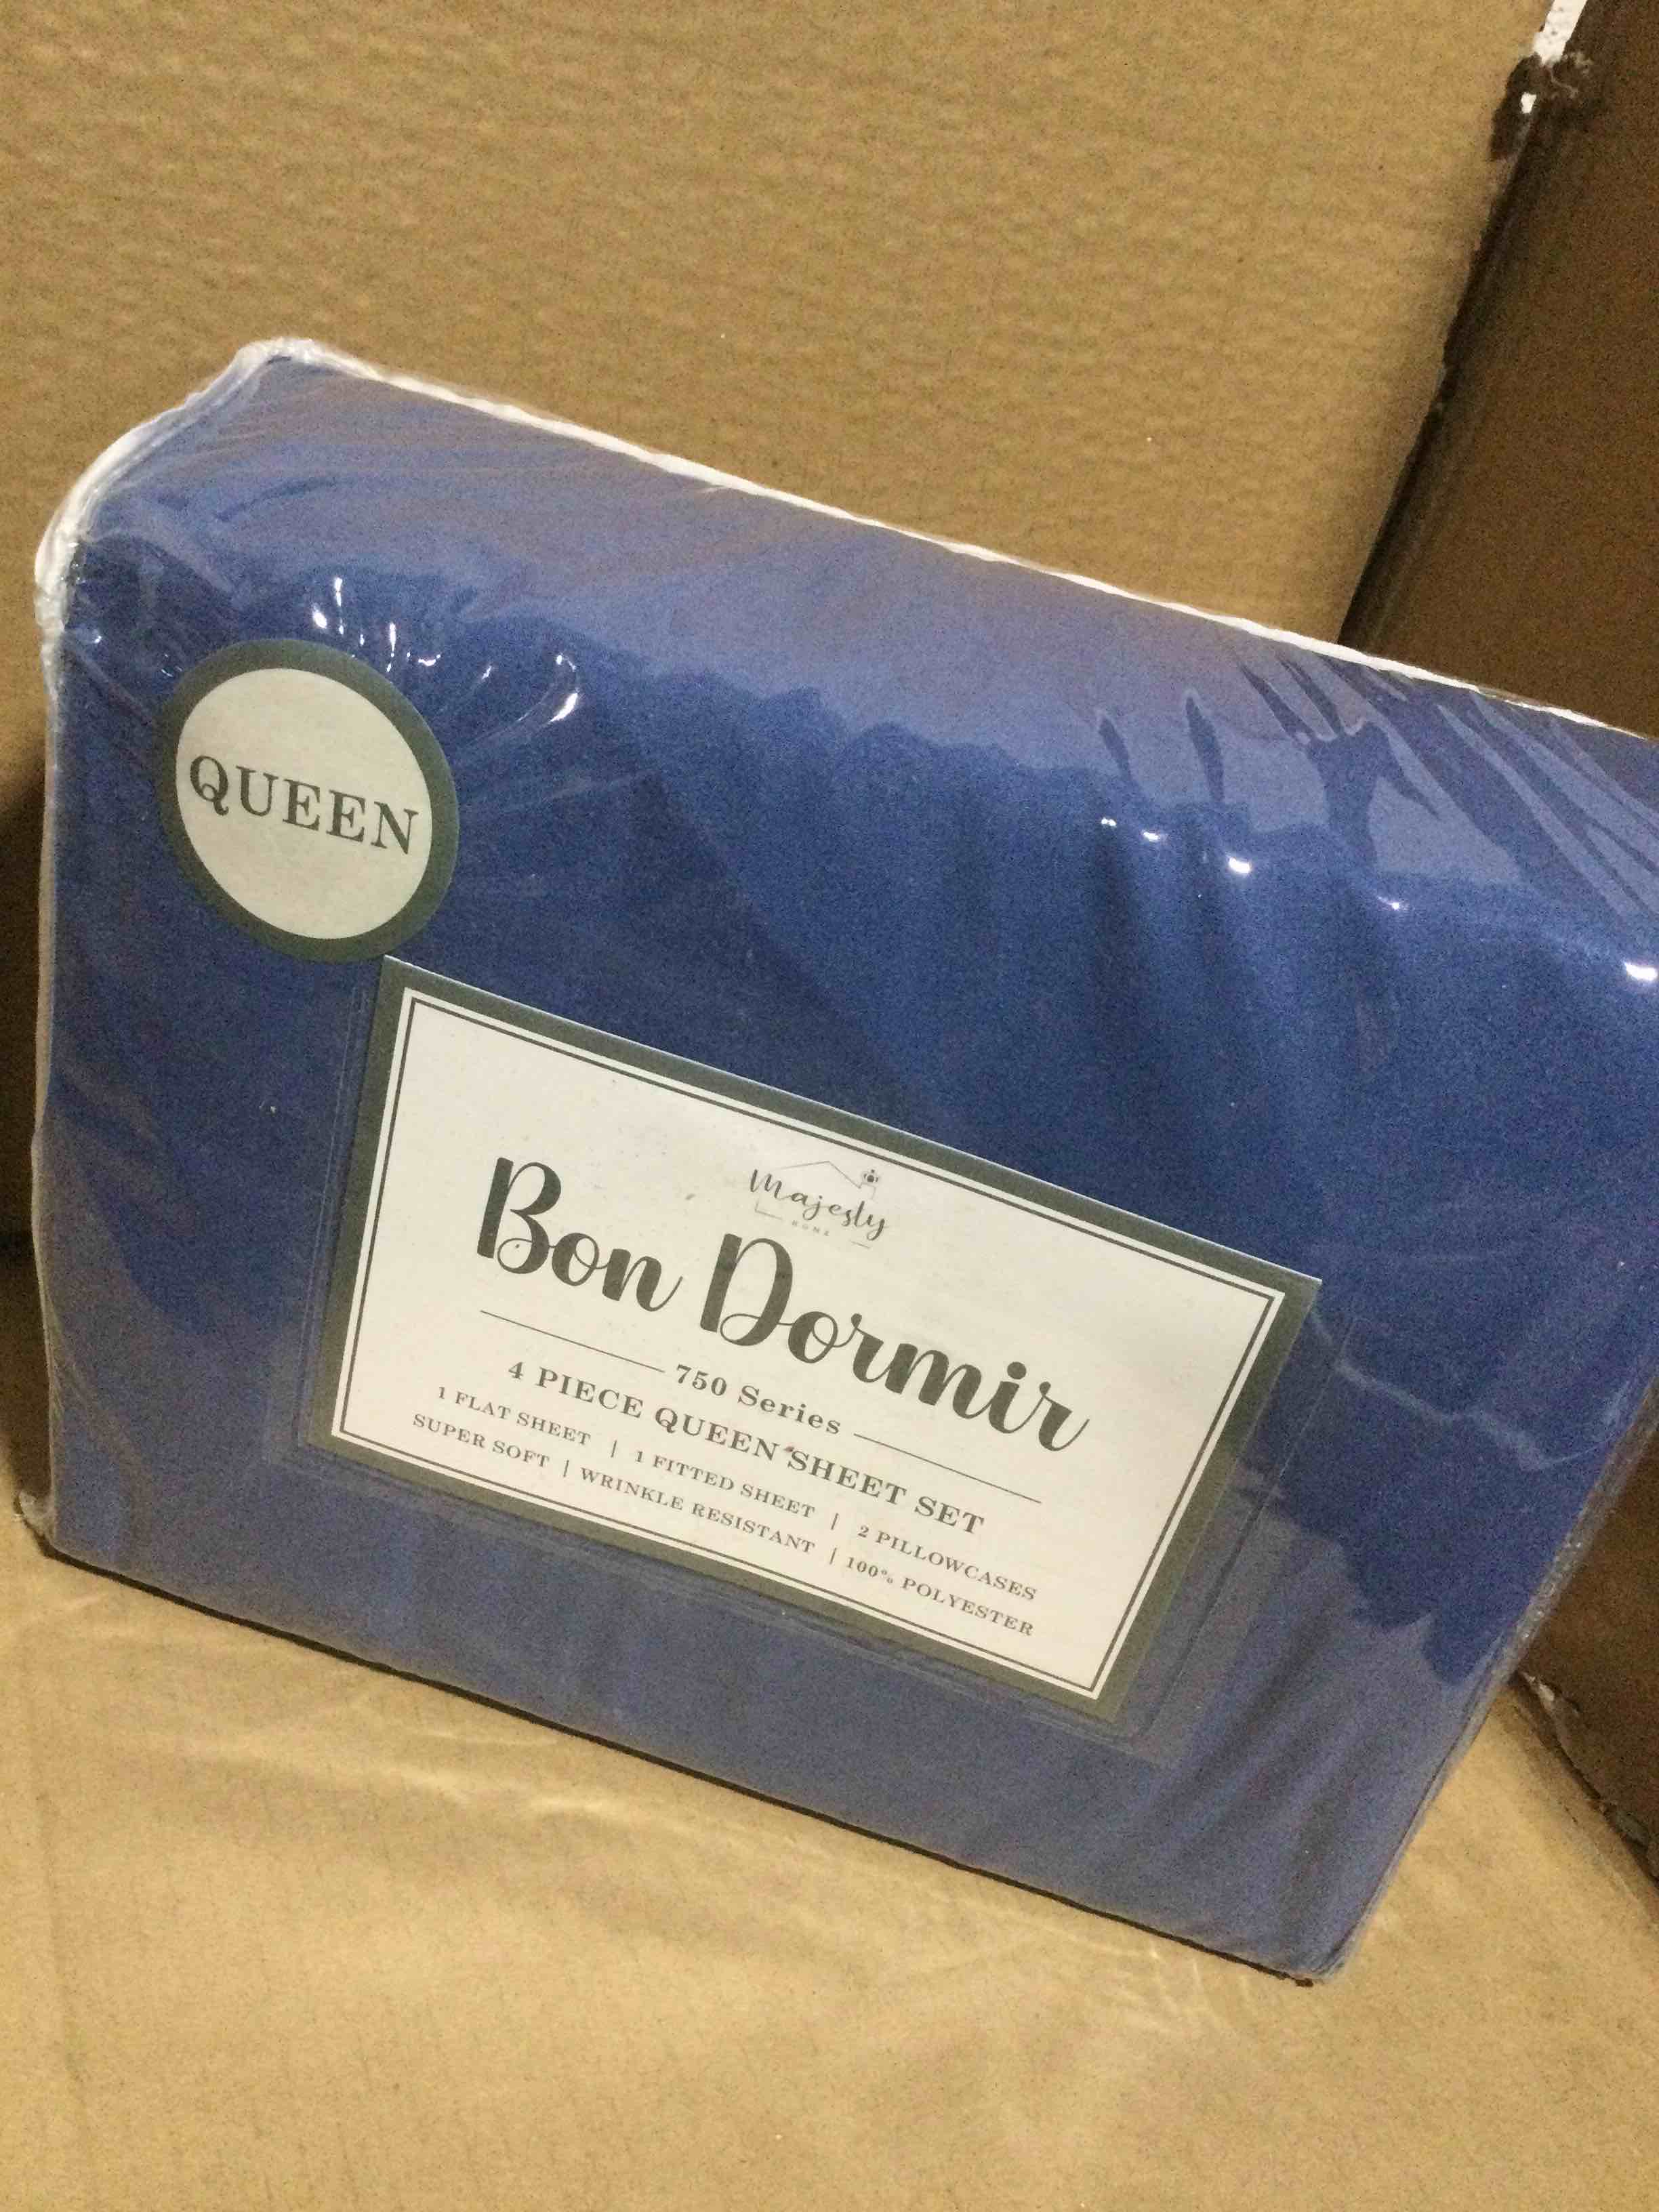 QUEEN
Majesty
HOME
Bon Dormir
750 Series
4 PIECE QUEEN SHEET SET
1 FLAT SHEET | 1 FITTED SHEET | 2 PILLOWCASES
SUPER SOFT | WRINKLE RESISTANT | 100% POLYESTER